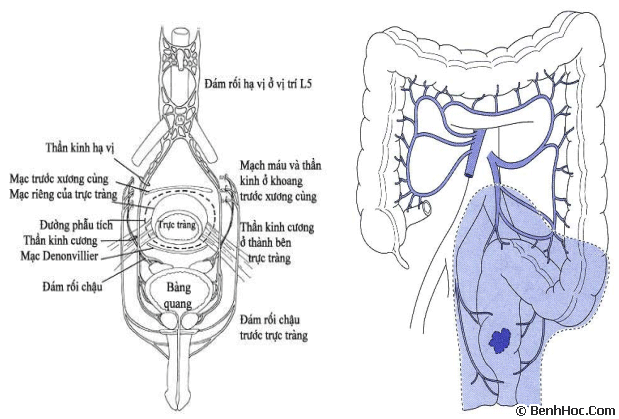 Đám rối hạ vị ở vị trí L5
Thần kinh hạ vị
Mạc trước xương cùng
Mạc riêng của trực tràng
Đường phẫu tích
Thần kinh cương
Mạc Denonvillier
Đám rối chậu
Trực tràng
Bàng
quang
Mạch máu và thần
kinh ở khoang
trước xương cùng
Thần kinh cương
ở thành bên
trực tràng
Đám rối chậu
trước trực tràng
© BenhHoc.Com